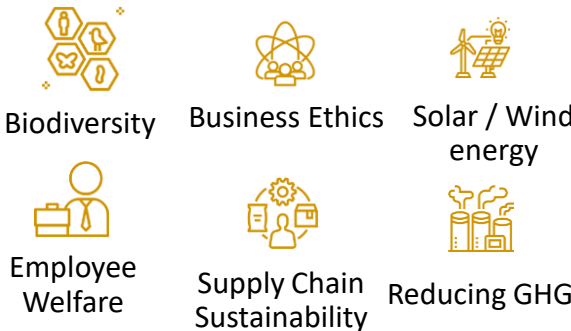 Biodiversity
Business Ethics
Solar / Wind
energy
Employee
Welfare
Supply Chain
Sustainability
Reducing GHG